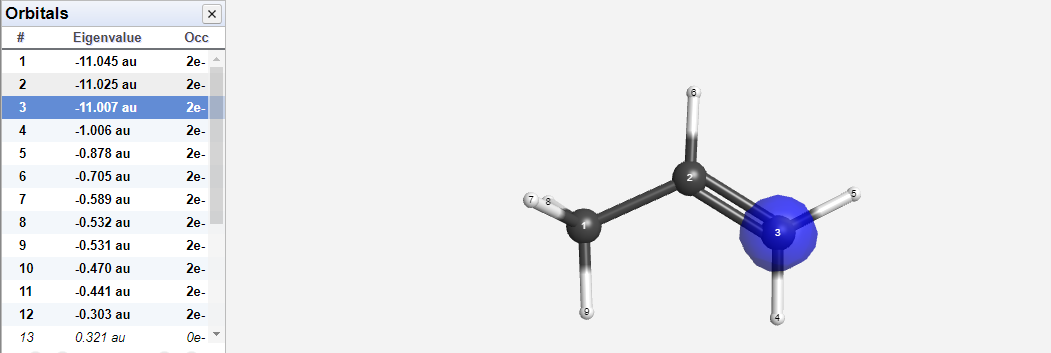 Orbitals ×
# Eigenvalue Occ
1 -11.045 au 2e-
2 -11.025 au 2e-
3 -11.007 au 2e-
4 -1.006 au 2e-
5 -0.878 au 2e-
6 -0.705 au 2e-
7 -0.589 au 2e-
8 -0.532 au 2e-
9 -0.531 au 2e-
10 -0.470 au 2e-
11 -0.441 au 2e-
12 -0.303 au 2e-
13 0.321 au 0e-
6
2
5
7 8
1
3
9
4